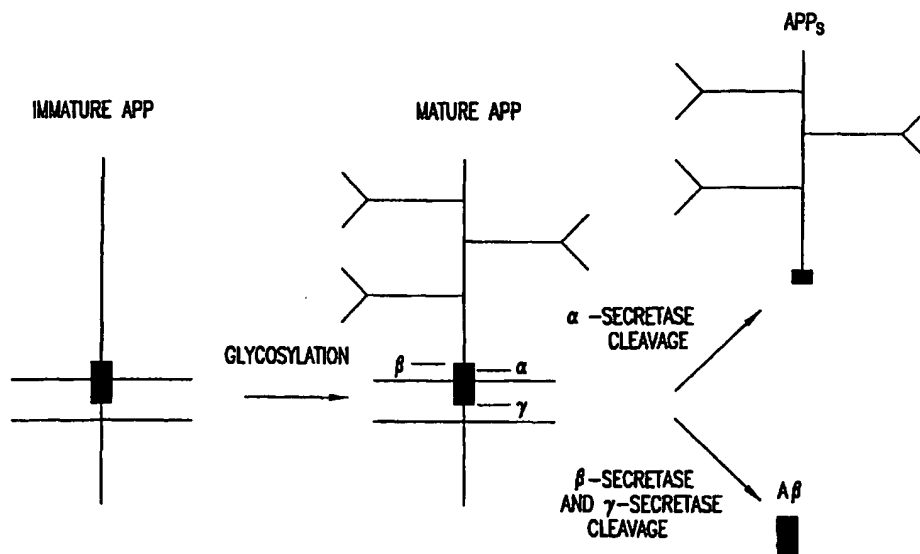 APPs
IMMATURE APP
MATURE APP
GLYCOSYLATION
β
α
γ
α -SECRETASE
CLEAVAGE
β-SECRETASE
AND γ-SECRETASE
CLEAVAGE
Aβ